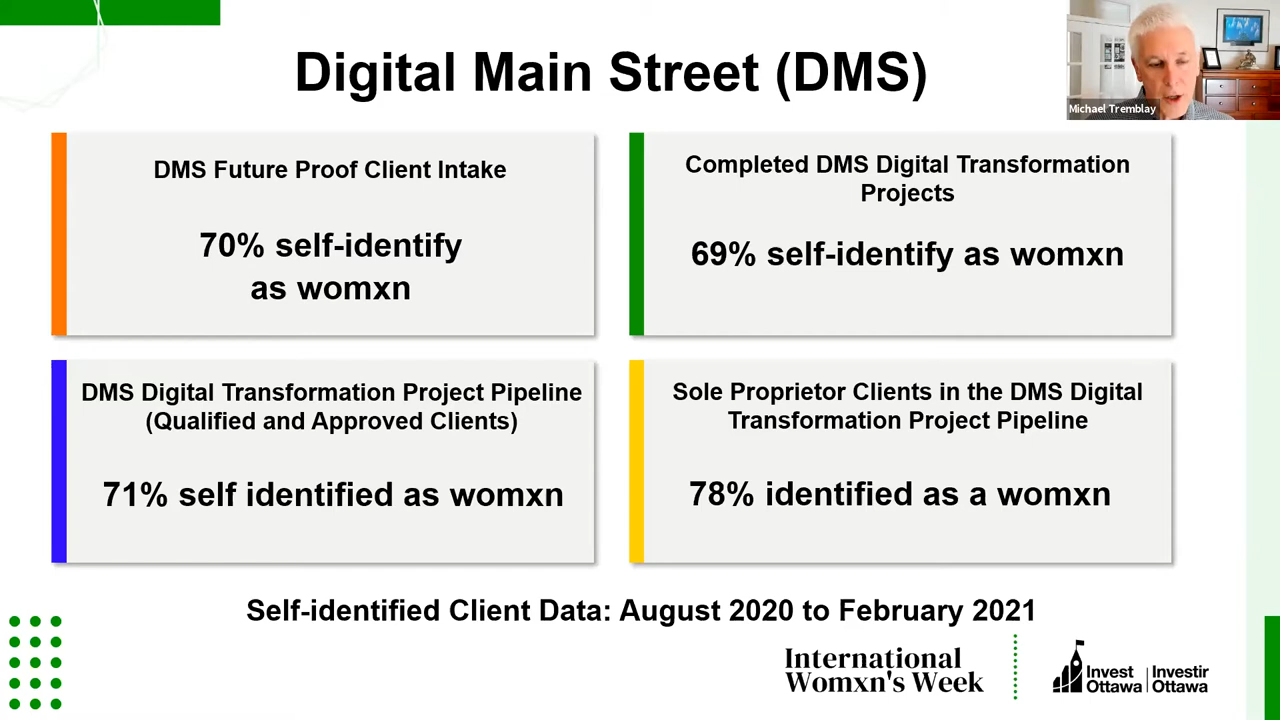 Digital Main Street (DMS)
Michael Tremblay
DMS Future Proof Client Intake
70% self-identify
as womxn
Completed DMS Digital Transformation
Projects
69% self-identify as womxn
DMS Digital Transformation Project Pipeline
(Qualified and Approved Clients)
71% self identified as womxn
Sole Proprietor Clients in the DMS Digital
Transformation Project Pipeline
78% identified as a womxn
Self-identified Client Data: August 2020 to February 2021
International
Womxn's Week
Invest
Ottawa
Investir
Ottawa